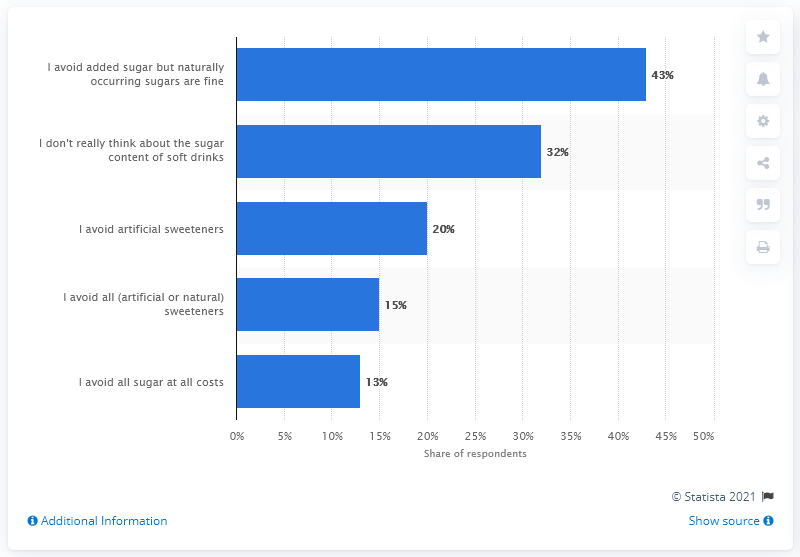 I avoid added sugar but naturally
occurring sugars are fine
43%
I don't really think about the sugar
content of soft drinks
32%
I avoid artificial sweeteners
20%
I avoid all (artificial or natural)
sweeteners
15%
I avoid all sugar at all costs
13%
0% 5% 10% 15% 20% 25% 30% 35% 40% 45% 50%
Share of respondents
© Statista 2021
Additional Information
Show source